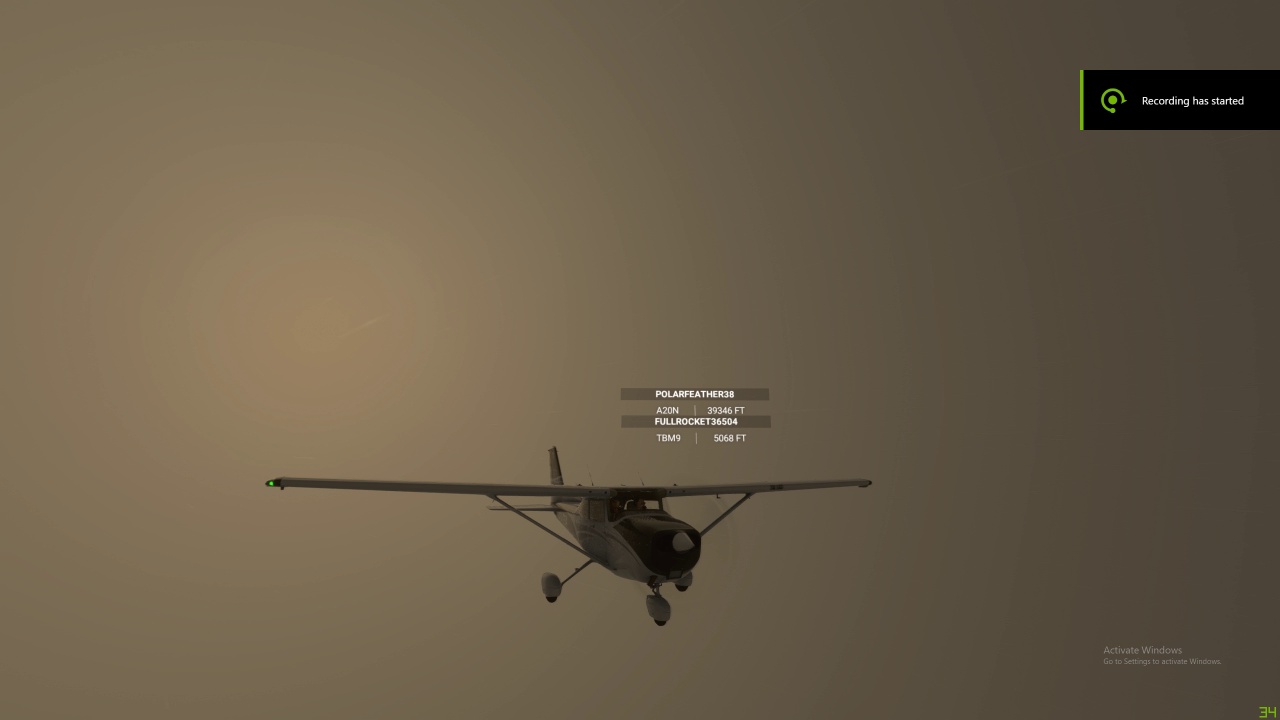 Recording has started
POLARFEATHER38
A20N | 39346 FT
FULLROCKET36504
TBM9 | 5068 FT
Activate Windows
Go to Settings to activate Windows.
34